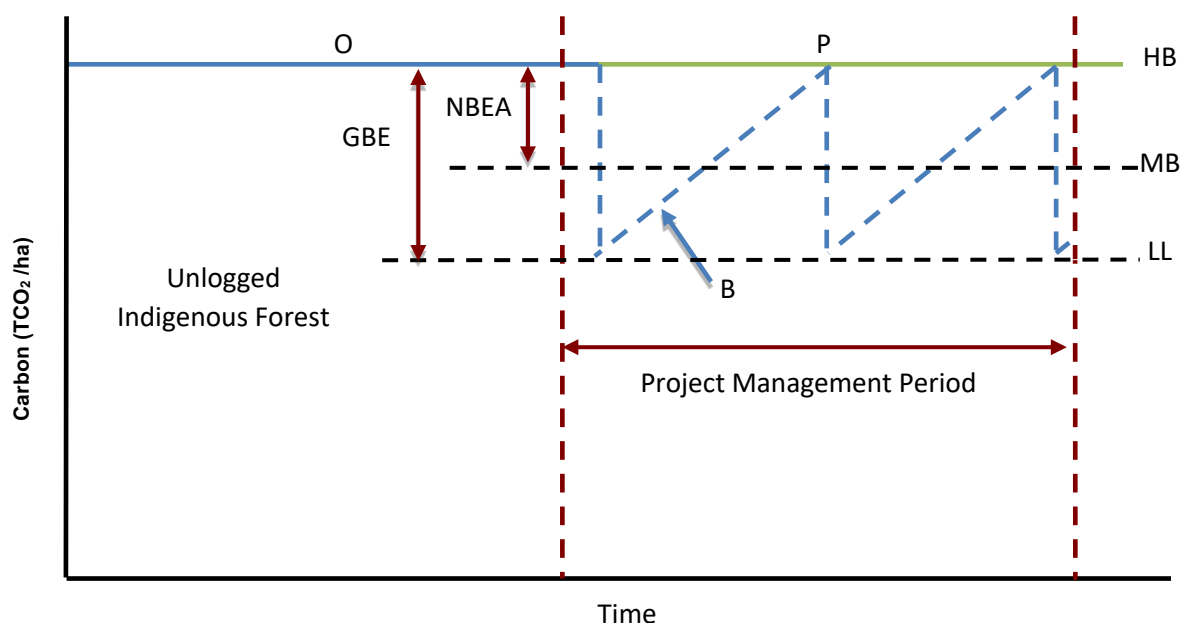 O
P
HB
NBEA
GBE
MB
LL
B
Unlogged
Indigenous Forest
Project Management Period
Carbon (TCO₂ /ha)
Time